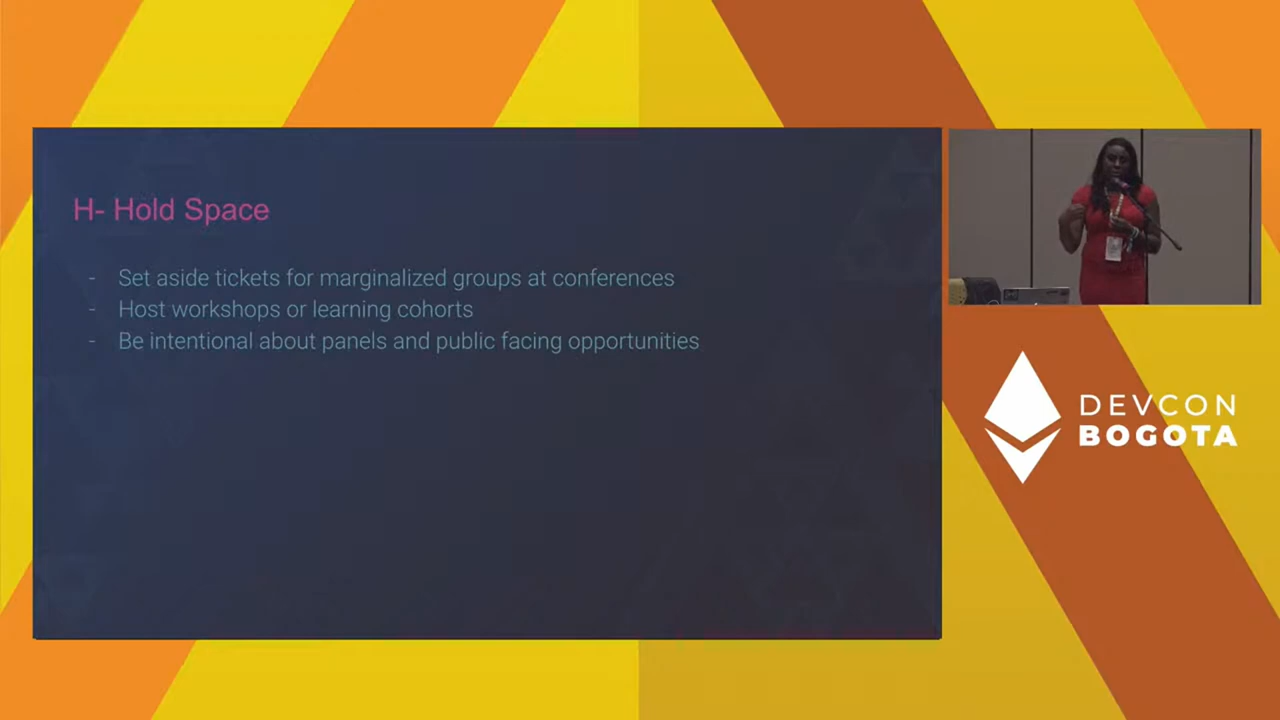 H- Hold Space
- Set aside tickets for marginalized groups at conferences
- Host workshops or learning cohorts
- Be intentional about panels and public facing opportunities
DEVCON
BOGOTA